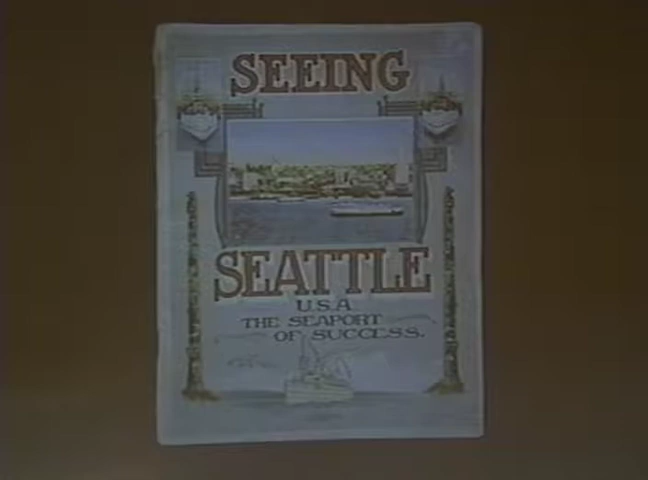 SEEING
SEATTLE
U.S.A.
THE SEAPORT
OF SUCCESS.